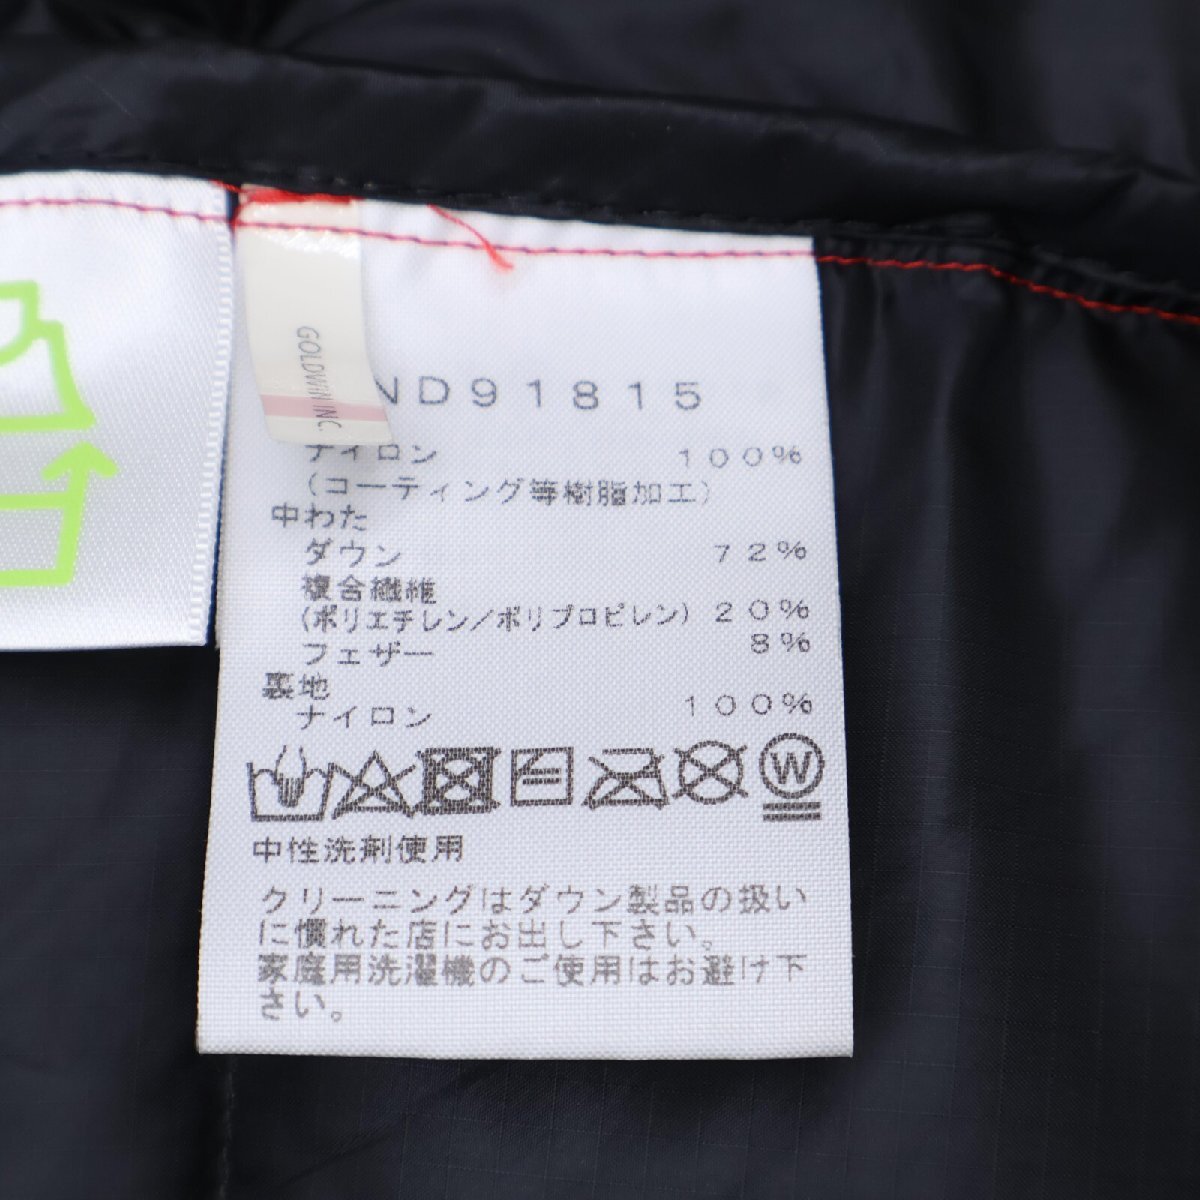 GOLDWIN INC.
ND91815
ナイロン 100%
(コーティング等樹脂加工)
中わた
ダウン 72%
複合繊維
(ポリエチレン/ポリプロピレン) 20%
フェザー 8%
裏地
ナイロン 100%
W
中性洗剤使用
クリーニングはダウン製品の扱い
に慣れた店にお出し下さい。
家庭用洗濯機のご使用はお避け下
さい。